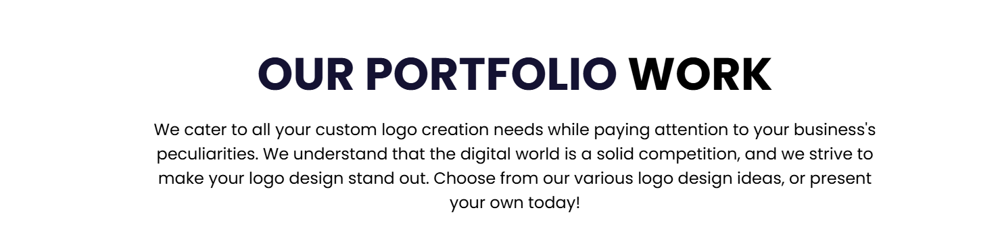 OUR PORTFOLIO WORK
We cater to all your custom logo creation needs while paying attention to your business's
peculiarities. We understand that the digital world is a solid competition, and we strive to
make your logo design stand out. Choose from our various logo design ideas, or present
your own today!